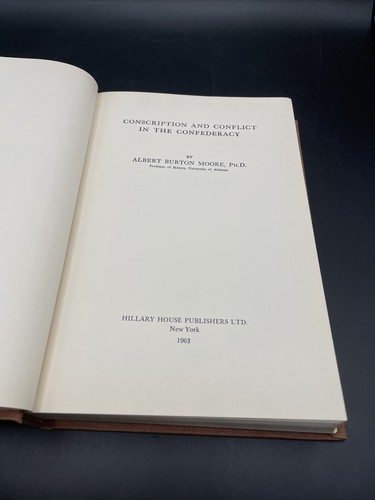 CONSCRIPTION AND CONFLICT
IN THE CONFEDERACY
BY
ALBERT BURTON MOORE, PH.D.
Professor of History, University of Alabama
HILLARY HOUSE PUBLISHERS LTD.
New York
1963